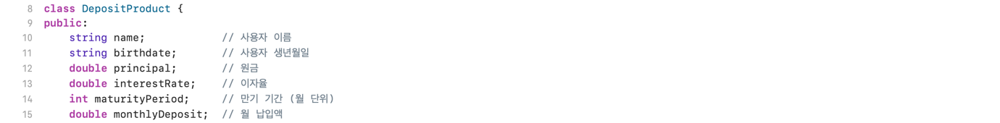 8 class DepositProduct {
9 public:
10     string name;            // 사용자 이름
11     string birthdate;       // 사용자 생년월일
12     double principal;       // 원금
13     double interestRate;    // 이자율
14     int maturityPeriod;     // 만기 기간 (월 단위)
15     double monthlyDeposit;  // 월 납입액